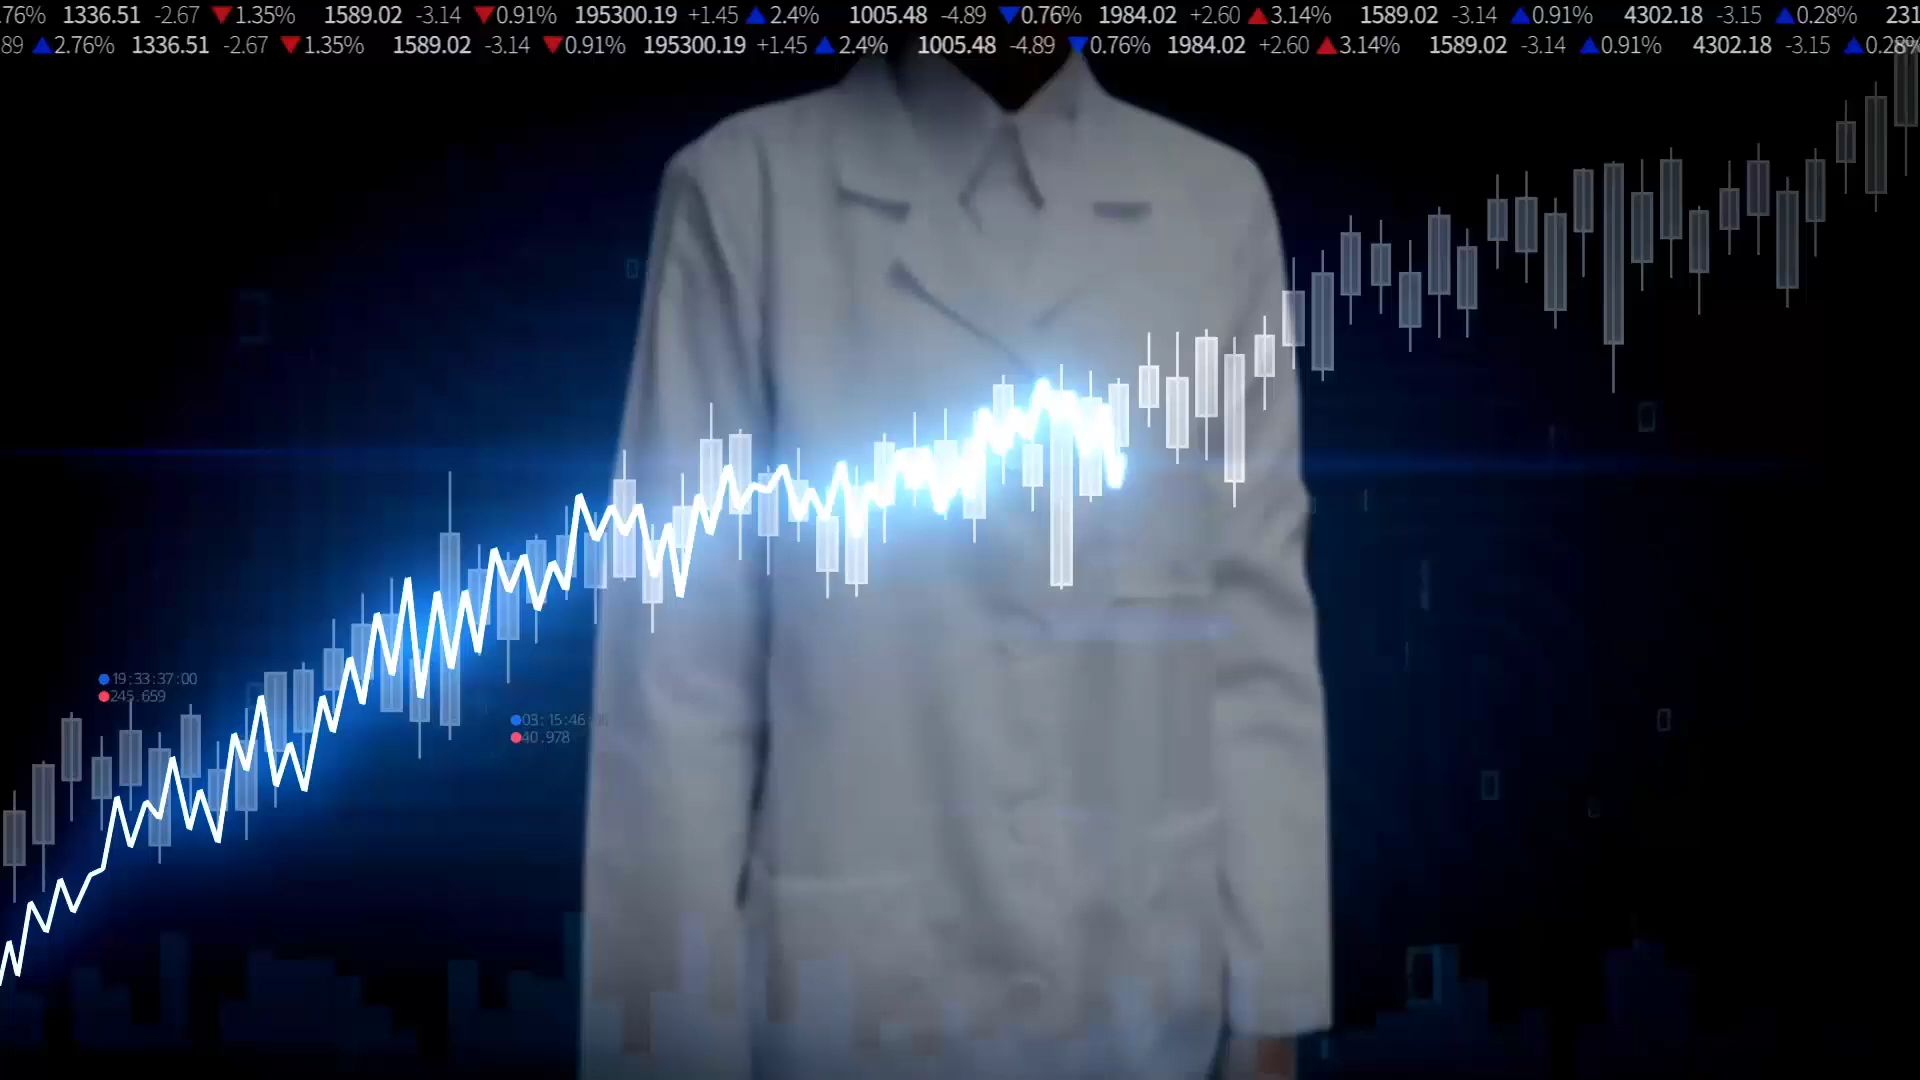 .76% 1336.51 -2.67 ▼1.35% 1589.02 -3.14 ▼0.91% 195300.19 +1.45 ▲2.4% 1005.48 -4.89 ▼0.76% 1984.02 +2.60 ▲3.14% 1589.02 -3.14 ▲0.91% 4302.18 -3.15 ▲0.28% 231
89 ▲2.76% 1336.51 -2.67 ▼1.35% 1589.02 -3.14 ▼0.91% 195300.19 +1.45 ▲2.4% 1005.48 -4.89 ▼0.76% 1984.02 +2.60 ▲3.14% 1589.02 -3.14 ▲0.91% 4302.18 -3.15 ▲0.28%
19:33:37:00
245.659
03:15:46
40.978